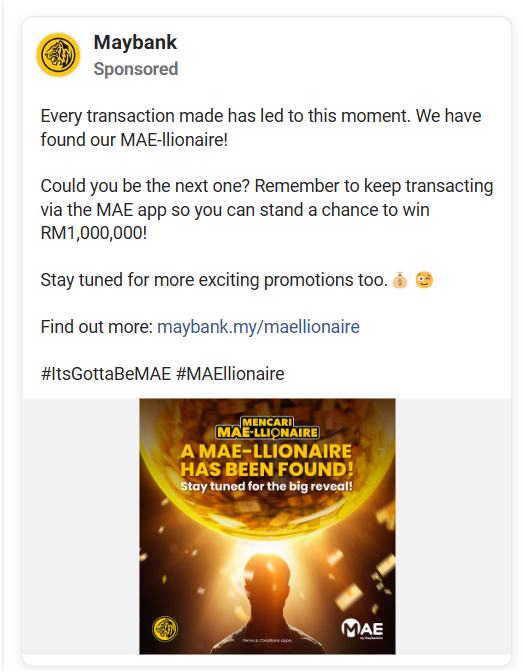 Maybank
Sponsored
Every transaction made has led to this moment. We have
found our MAE-llionaire!
Could you be the next one? Remember to keep transacting
via the MAE app so you can stand a chance to win
RM1,000,000!
Stay tuned for more exciting promotions too.💰 😉
Find out more: maybank.my/maellionaire
#ItsGottaBeMAE #MAEllionaire
MENCARI
MAE-LLIONAIRE
A MAE-LLIONAIRE
HAS BEEN FOUND!
Stay tuned for the big reveal!
Terms & Conditions apply.
MAE
by Maybank2u